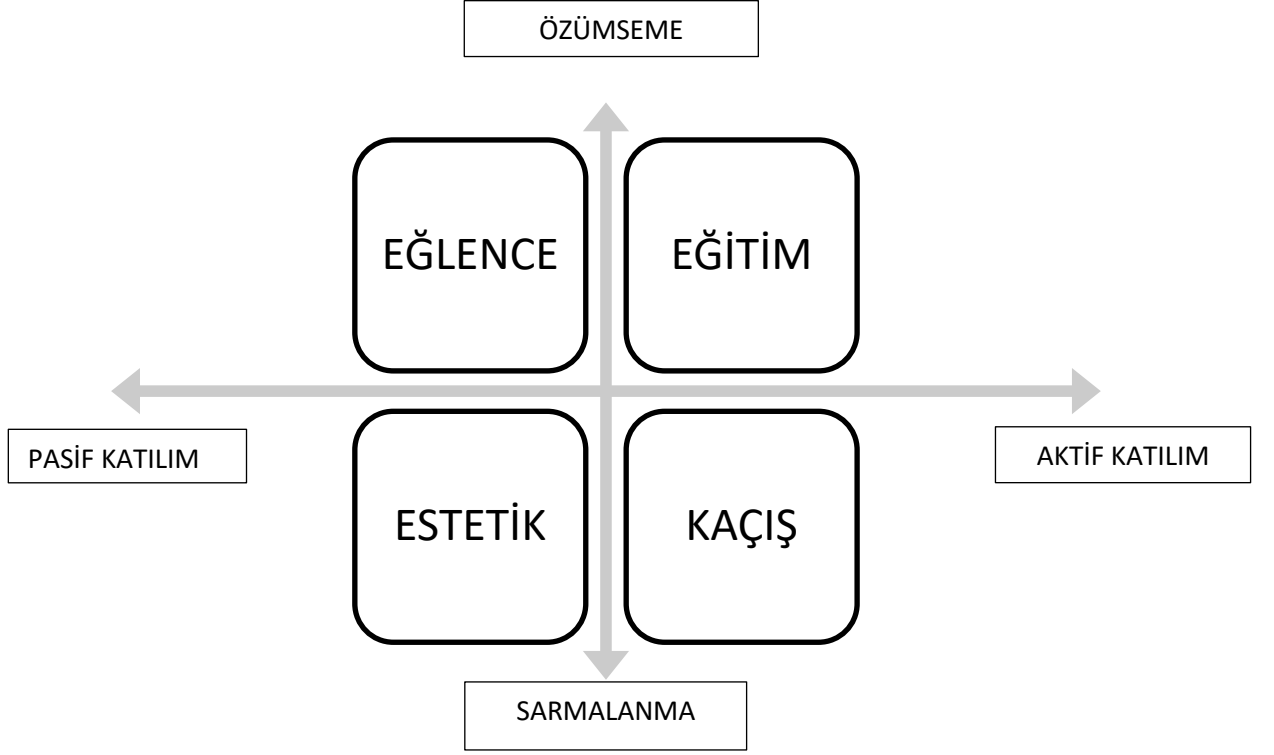 ÖZÜMSEME
EĞLENCE
EĞİTİM
PASİF KATILIM
AKTİF KATILIM
ESTETİK
KAÇIŞ
SARMALANMA